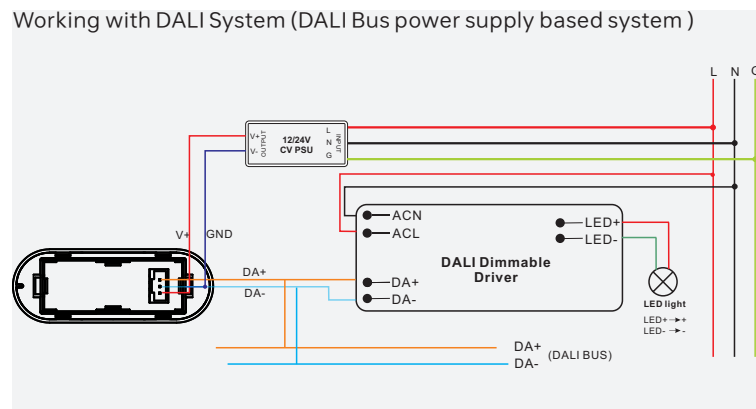 Working with DALI System (DALI Bus power supply based system )
L N G
V+ OUTPUT 12/24V L
CV PSU N INPUT
V- G
V+ GND
ACN
ACL
LED+
LED-
DALI Dimmable
Driver
DA+
DA-
DA+
DA-
LED light
LED+ → +
LED- → -
DA+
DA- (DALI BUS)